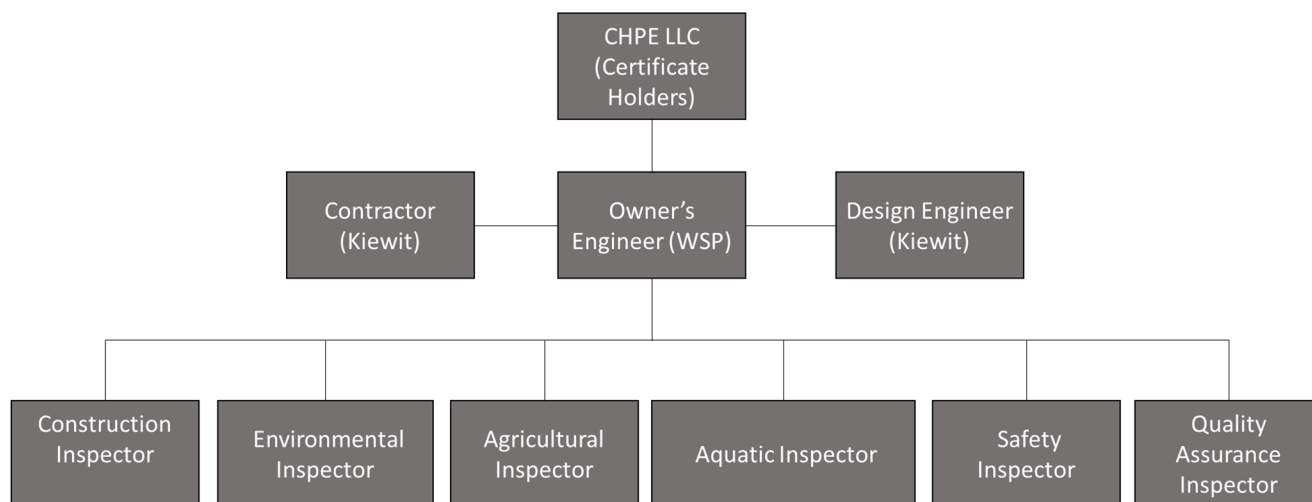 CHPE LLC
(Certificate
Holders)
Contractor
(Kiewit)
Owner’s
Engineer (WSP)
Design Engineer
(Kiewit)
Construction
Inspector
Environmental
Inspector
Agricultural
Inspector
Aquatic Inspector
Safety
Inspector
Quality
Assurance
Inspector